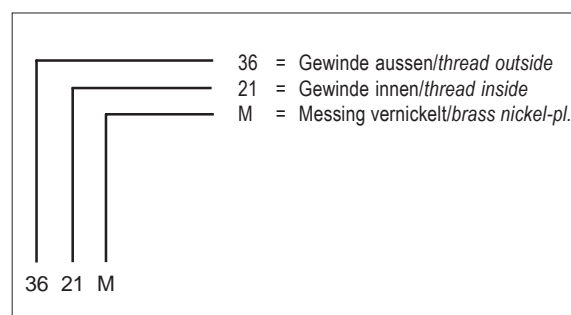 36 = Gewinde aussen/thread outside
21 = Gewinde innen/thread inside
M = Messing vernickelt/brass nickel-pl.
36 21 M